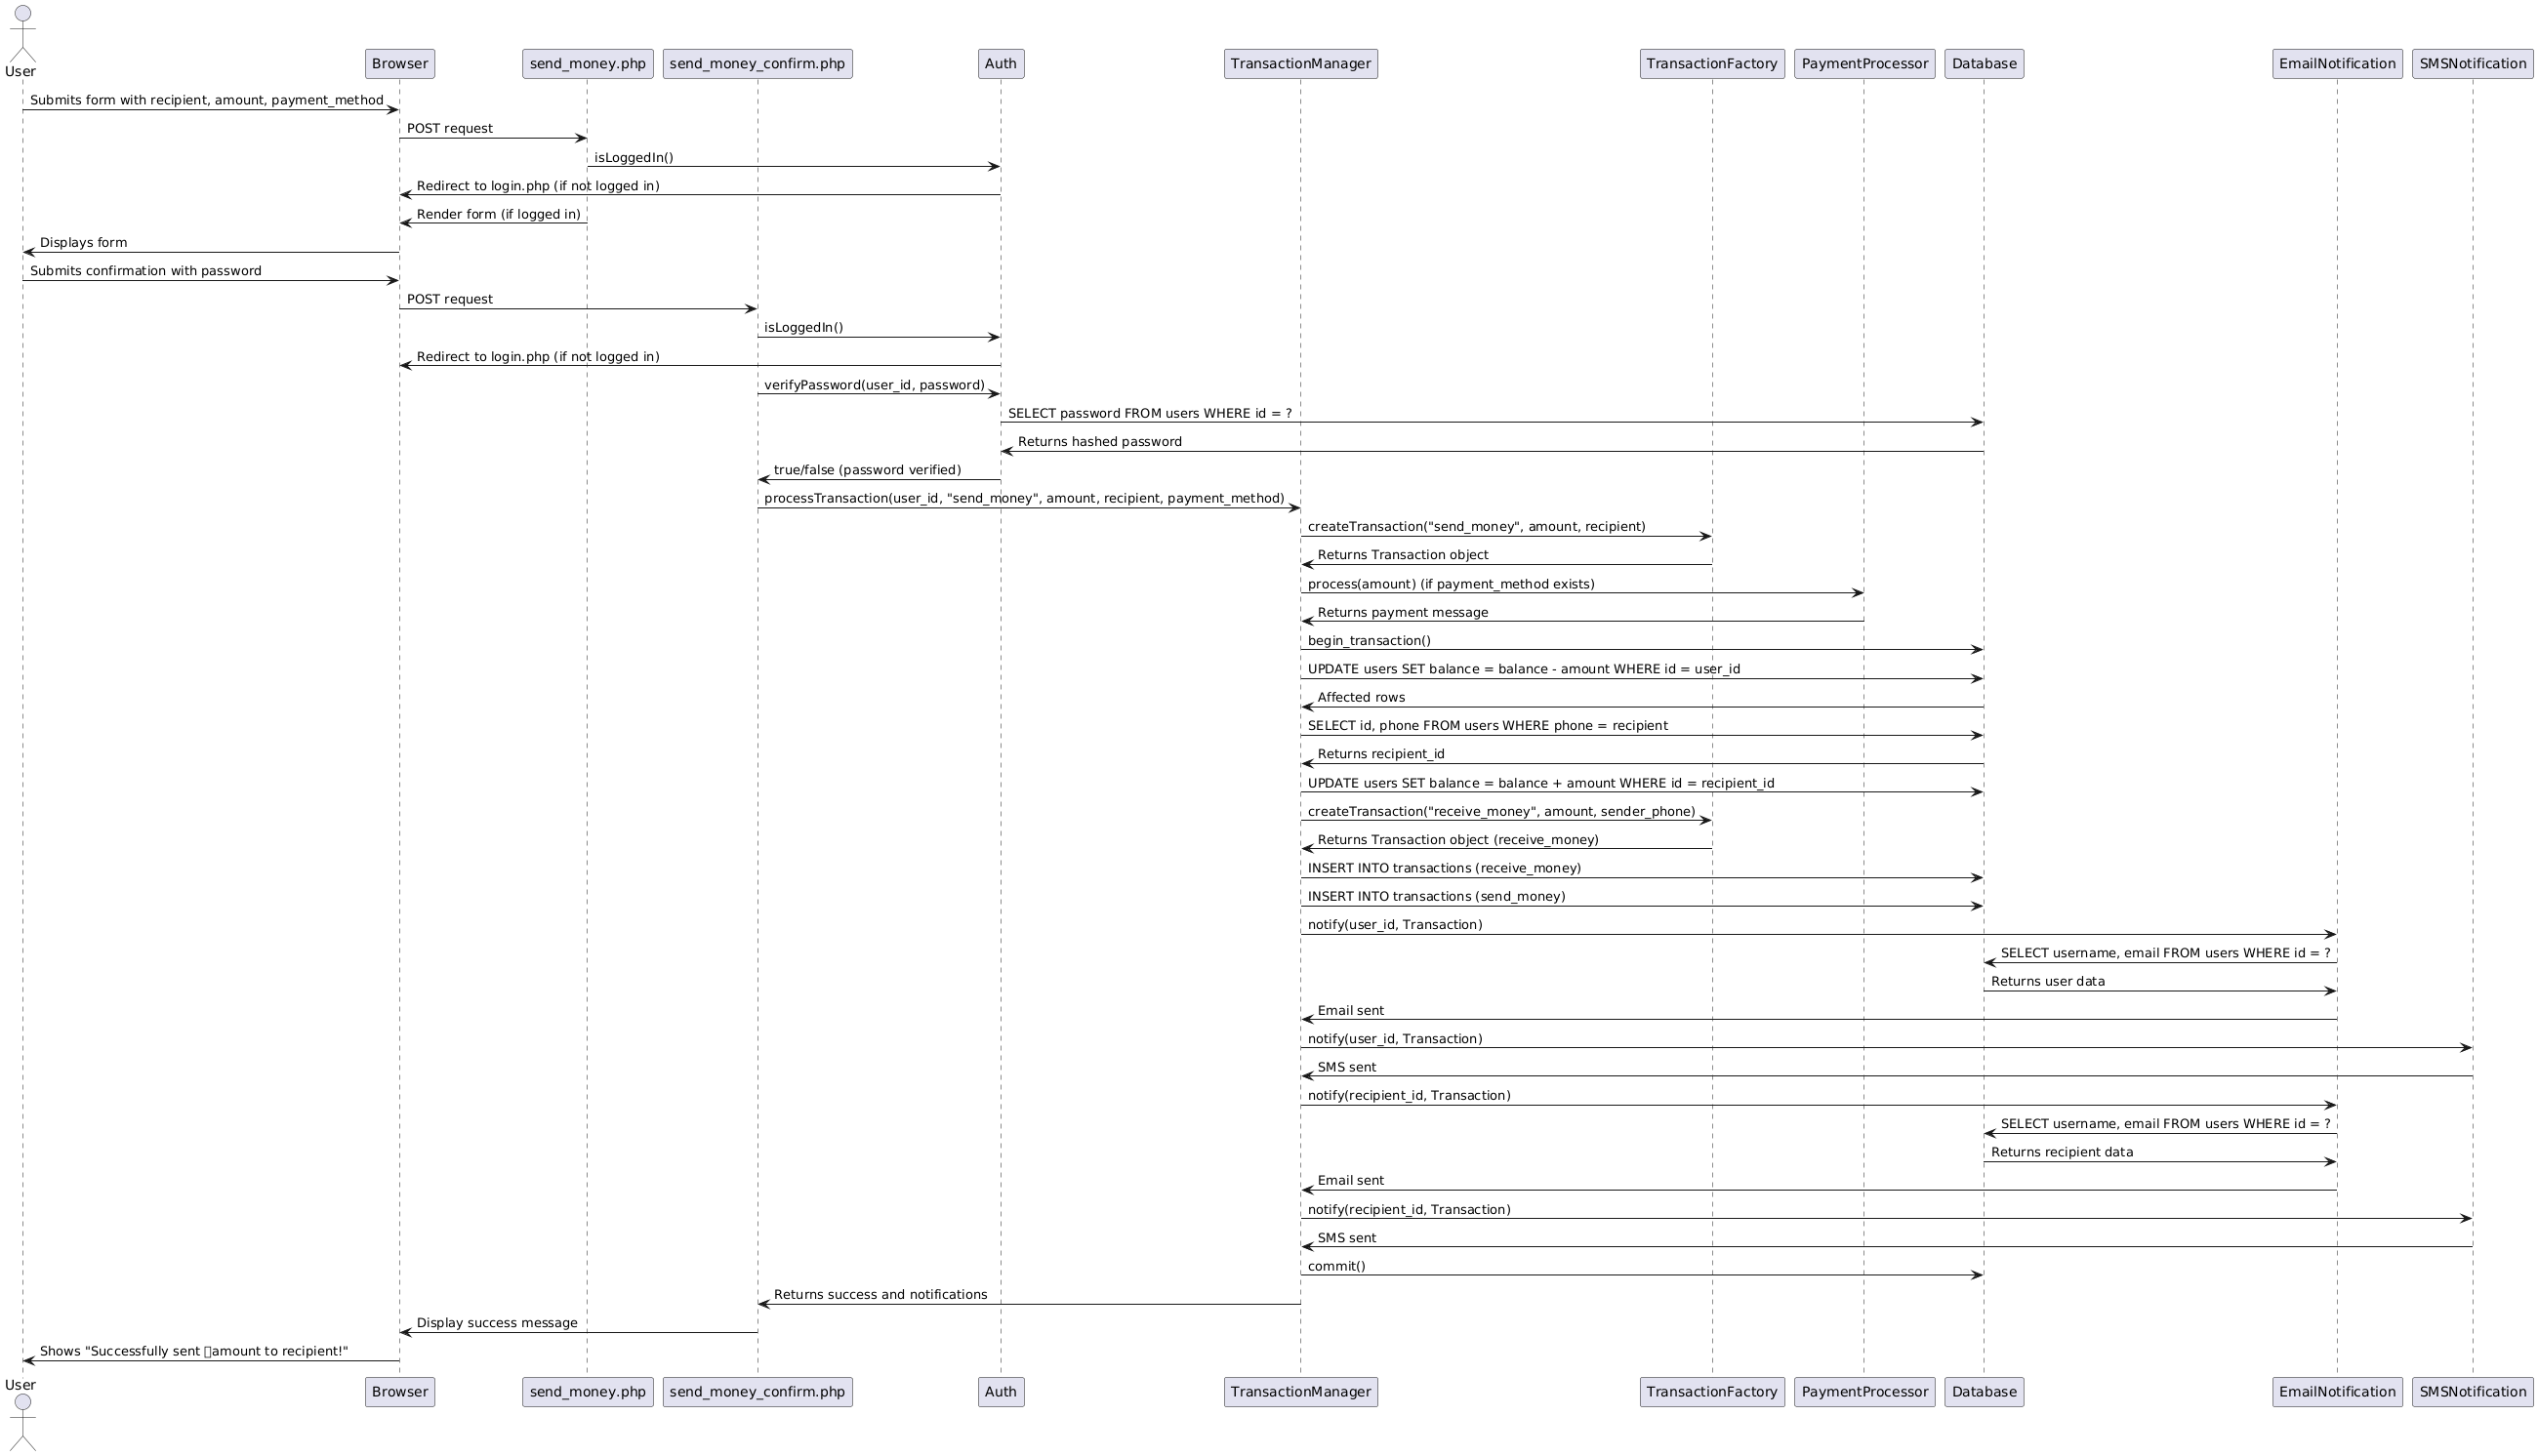 User
Browser
send_money.php
send_money_confirm.php
Auth
TransactionManager
TransactionFactory
PaymentProcessor
Database
EmailNotification
SMSNotification
Submits form with recipient, amount, payment_method
POST request
isLoggedIn()
Redirect to login.php (if not logged in)
Render form (if logged in)
Displays form
Submits confirmation with password
POST request
isLoggedIn()
Redirect to login.php (if not logged in)
verifyPassword(user_id, password)
SELECT password FROM users WHERE id = ?
Returns hashed password
true/false (password verified)
processTransaction(user_id, "send_money", amount, recipient, payment_method)
createTransaction("send_money", amount, recipient)
Returns Transaction object
process(amount) (if payment_method exists)
Returns payment message
begin_transaction()
UPDATE users SET balance = balance - amount WHERE id = user_id
Affected rows
SELECT id, phone FROM users WHERE phone = recipient
Returns recipient_id
UPDATE users SET balance = balance + amount WHERE id = recipient_id
createTransaction("receive_money", amount, sender_phone)
Returns Transaction object (receive_money)
INSERT INTO transactions (receive_money)
INSERT INTO transactions (send_money)
notify(user_id, Transaction)
SELECT username, email FROM users WHERE id = ?
Returns user data
Email sent
notify(user_id, Transaction)
SMS sent
notify(recipient_id, Transaction)
SELECT username, email FROM users WHERE id = ?
Returns recipient data
Email sent
notify(recipient_id, Transaction)
SMS sent
commit()
Returns success and notifications
Display success message
Shows "Successfully sent ▯amount to recipient!"
User
Browser
send_money.php
send_money_confirm.php
Auth
TransactionManager
TransactionFactory
PaymentProcessor
Database
EmailNotification
SMSNotification